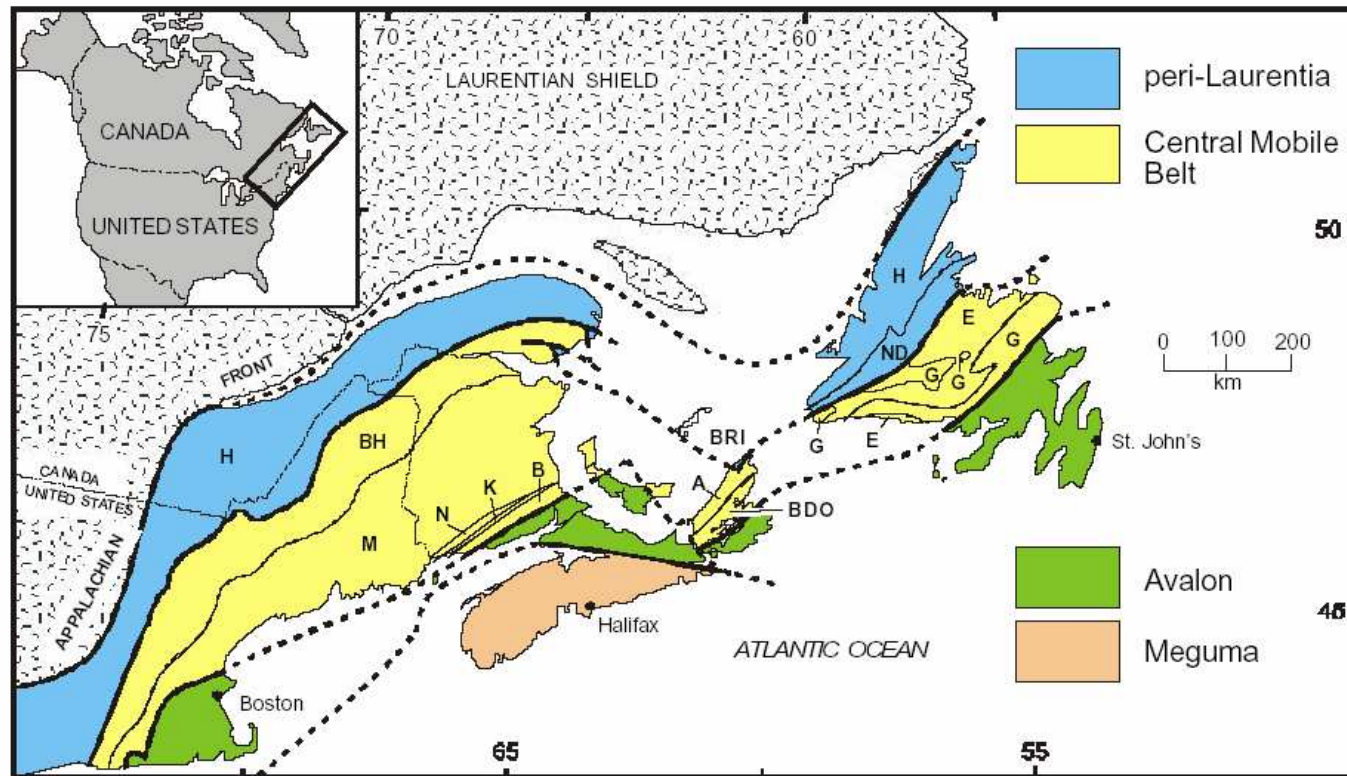 70
60
LAURENTIAN SHIELD
peri-Laurentia
CANADA
Central Mobile
Belt
UNITED STATES
50
H
75
E
G
0 100 200
km
FRONT
ND
G
G
BH
BRI
G
E
St. John's
H
B
A
CANADA
UNITED STATES
K
BDO
N
M
Avalon
APPALACHIAN
Halifax
45
ATLANTIC OCEAN
Meguma
Boston
65
55